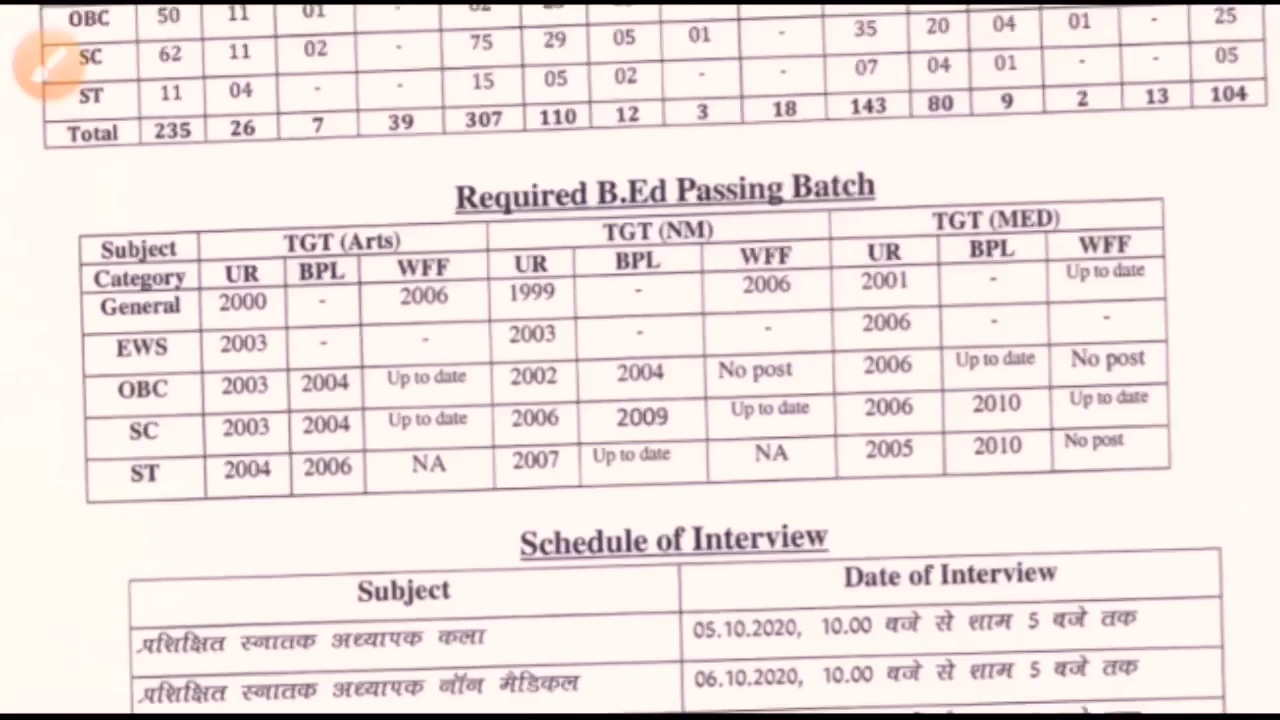 OBC 50 11 01 -
SC 62 11 02 - 75 29 05 01 - 35 20 04 01 - 25
ST 11 04 - - 15 05 02 - - 07 04 01 - - 05
Total 235 26 7 39 307 110 12 3 18 143 80 9 2 13 104
Required B.Ed Passing Batch
Subject TGT (Arts) TGT (NM) TGT (MED)
Category UR BPL WFF UR BPL WFF UR BPL WFF
General 2000 - 2006 1999 - 2006 2001 - Up to date
EWS 2003 - - 2003 - - 2006 - -
OBC 2003 2004 Up to date 2002 2004 No post 2006 Up to date No post
SC 2003 2004 Up to date 2006 2009 Up to date 2006 2010 Up to date
ST 2004 2006 NA 2007 Up to date NA 2005 2010 No post
Schedule of Interview
Subject Date of Interview
प्रशिक्षित स्नातक अध्यापक कला 05.10.2020, 10.00 बजे से शाम 5 बजे तक
प्रशिक्षित स्नातक अध्यापक नॉन मैडिकल 06.10.2020, 10.00 बजे से शाम 5 बजे तक